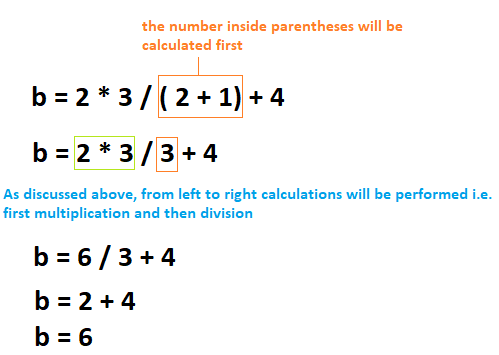 the number inside parentheses will be
calculated first
b = 2 * 3 / ( 2 + 1) + 4
b = 2 * 3 / 3 + 4
As discussed above, from left to right calculations will be performed i.e.
first multiplication and then division
b = 6 / 3 + 4
b = 2 + 4
b = 6